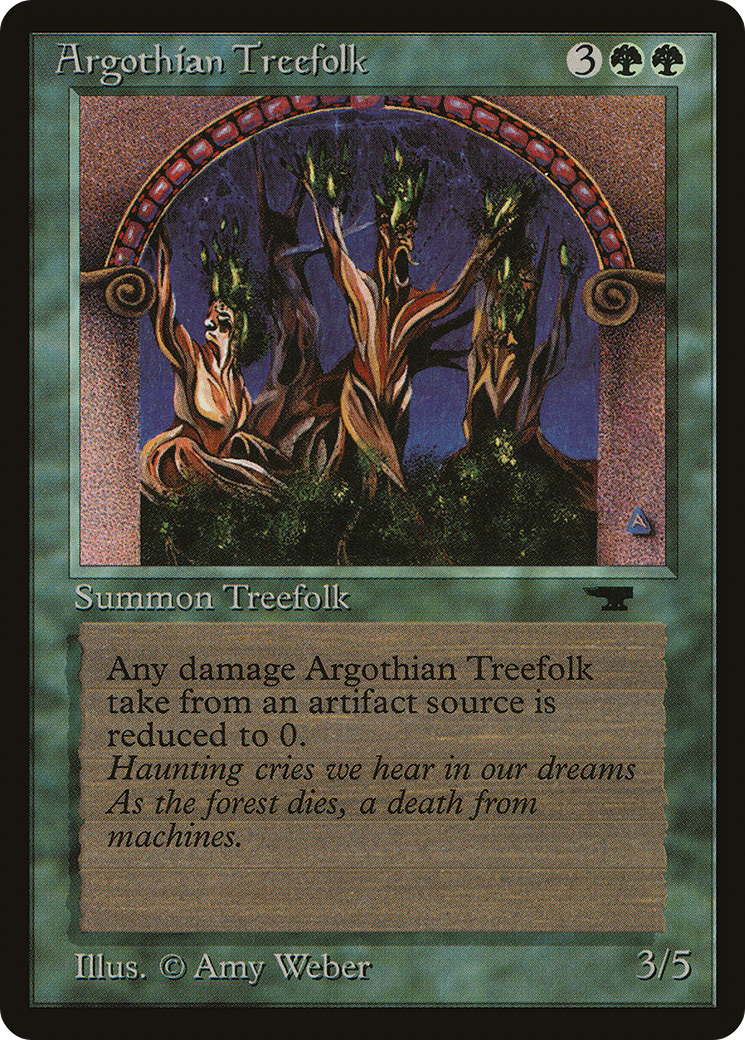 Argothian Treefolk 3
Summon Treefolk
Any damage Argothian Treefolk
take from an artifact source is
reduced to 0.
Haunting cries we hear in our dreams
As the forest dies, a death from
machines.
Illus. © Amy Weber 3/5